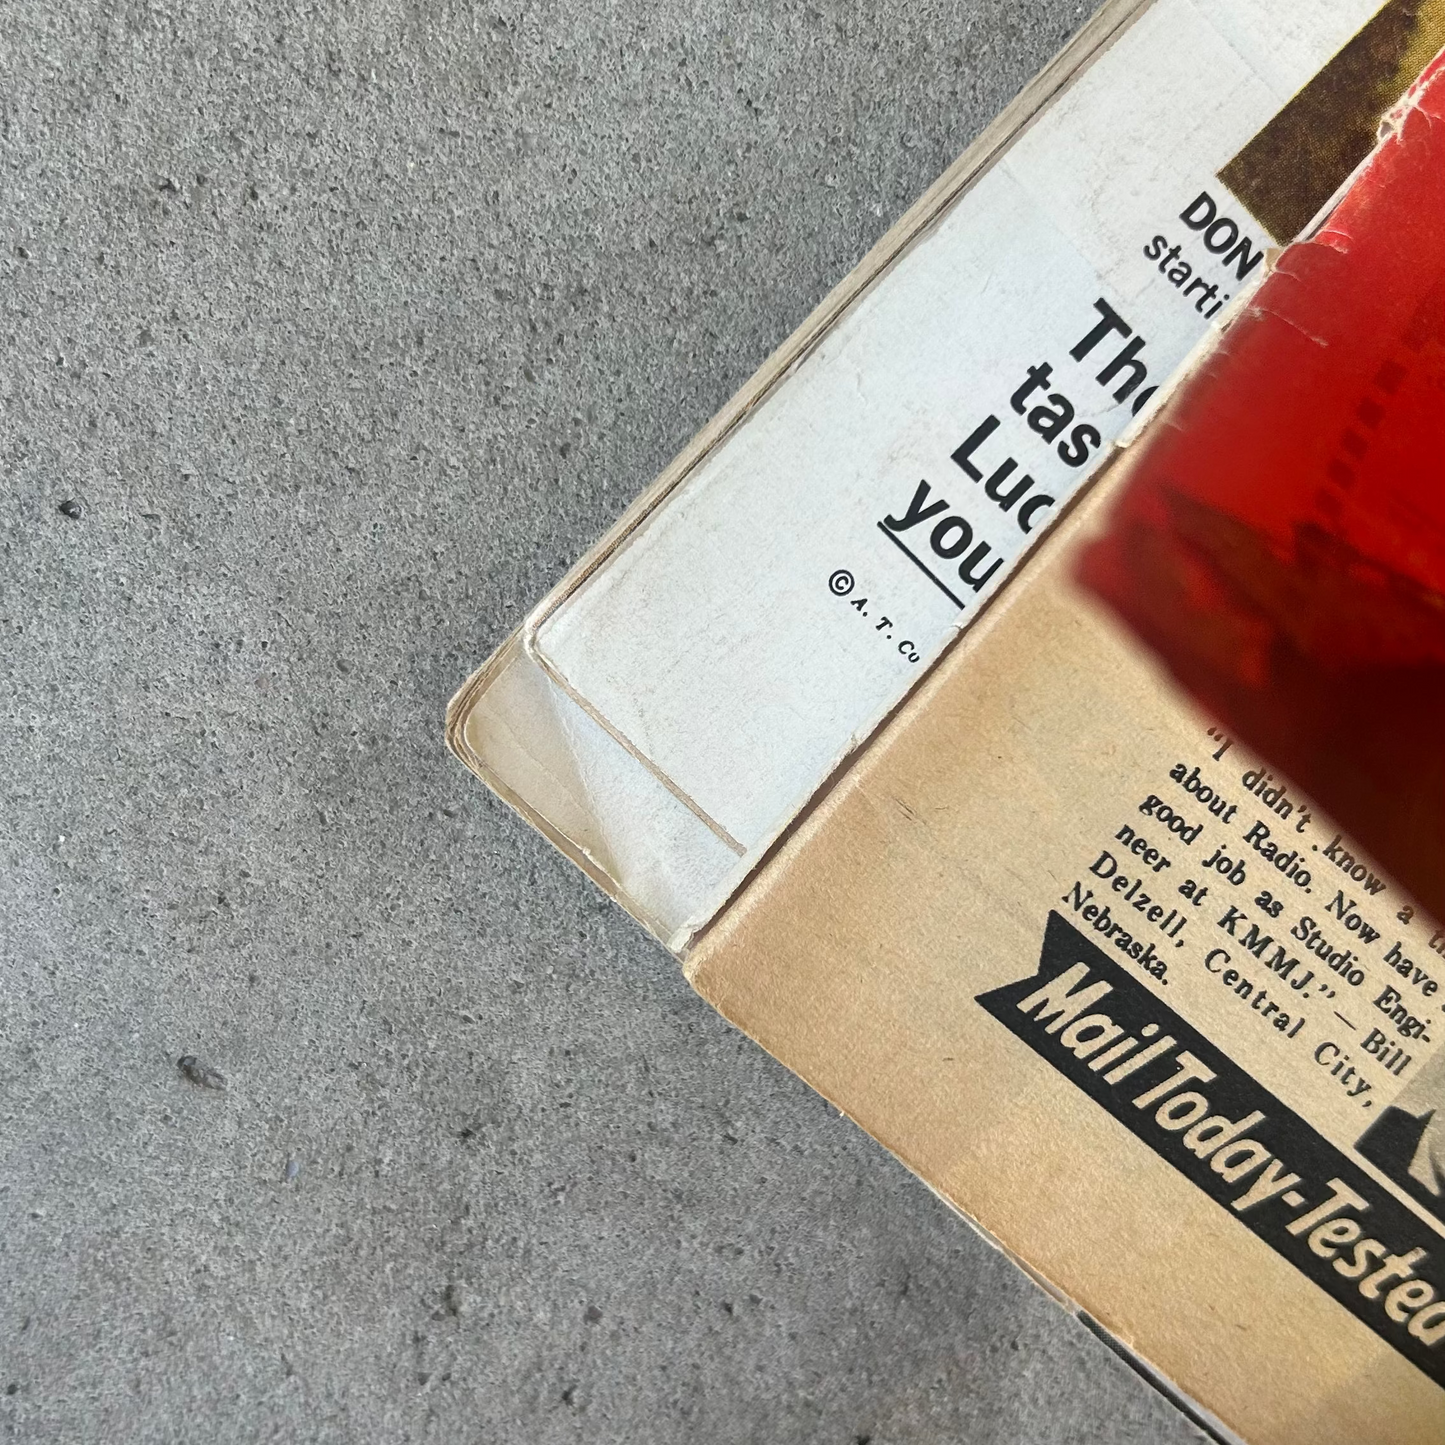 DON
starti
The
tas
Luc
you
© A. T. Co
"I didn't know a
about Radio. Now have
good job as Studio Engi-
neer at KMMJ." — Bill
Delzell, Central City,
Nebraska.
Mail Today-Tested